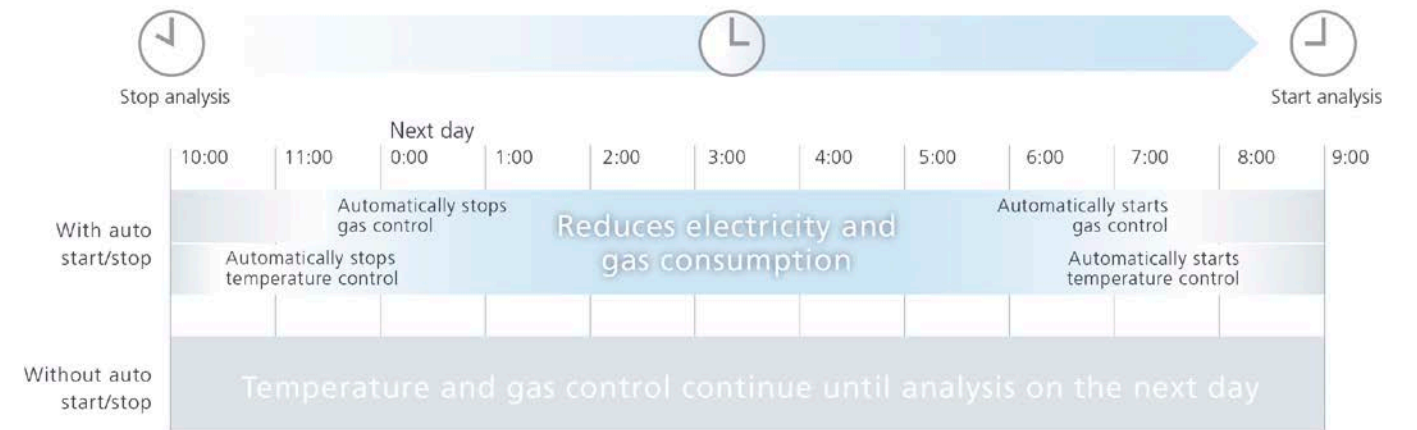 Stop analysis
Start analysis
Next day
10:00 11:00 0:00 1:00 2:00 3:00 4:00 5:00 6:00 7:00 8:00 9:00
With auto
start/stop
Automatically stops
gas control
Automatically stops
temperature control
Reduces electricity and
gas consumption
Automatically starts
gas control
Automatically starts
temperature control
Without auto
start/stop
Temperature and gas control continue until analysis on the next day